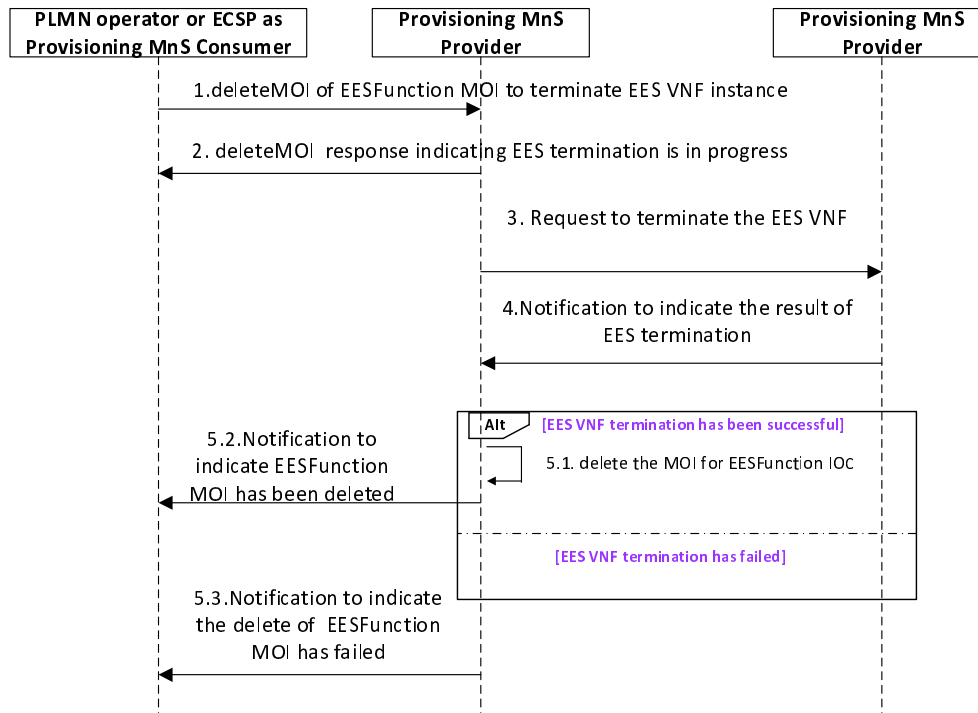 PLMN operator or ECSP as
Provisioning MnS Consumer
Provisioning MnS
Provider
Provisioning MnS
Provider
1.deleteMOI of EESFunction MOI to terminate EES VNF instance
2. deleteMOI response indicating EES termination is in progress
3. Request to terminate the EES VNF
4.Notification to indicate the result of
EES termination
Alt
[EES VNF termination has been successful]
5.1. delete the MOI for EESFunction IOC
5.2.Notification to
indicate EESFunction
MOI has been deleted
[EES VNF termination has failed]
5.3.Notification to indicate
the delete of EESFunction
MOI has failed